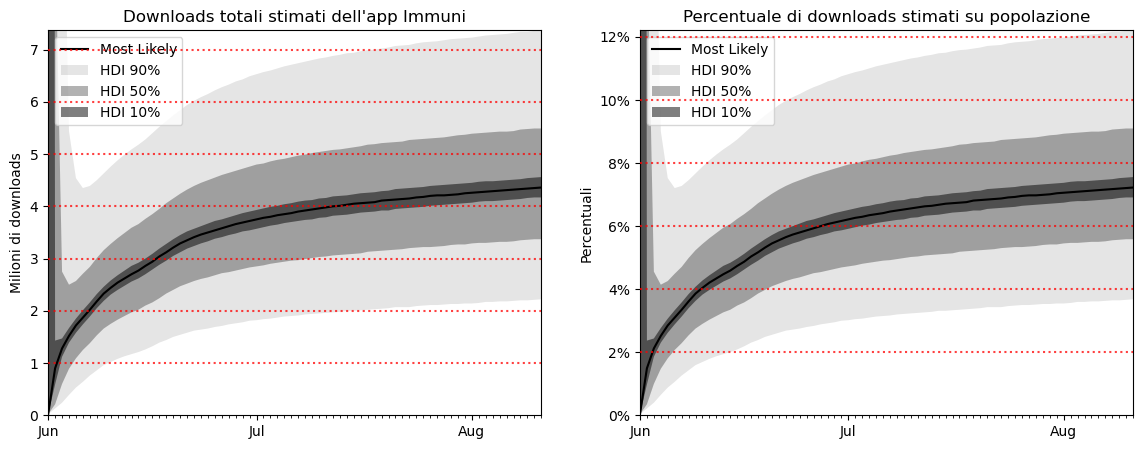 Downloads totali stimati dell'app Immuni
Milioni di downloads
7
6
5
4
3
2
1
0
Most Likely
HDI 90%
HDI 50%
HDI 10%
Jun
Jul
Aug
Percentuale di downloads stimati su popolazione
Percentuali
12%
10%
8%
6%
4%
2%
0%
Most Likely
HDI 90%
HDI 50%
HDI 10%
Jun
Jul
Aug